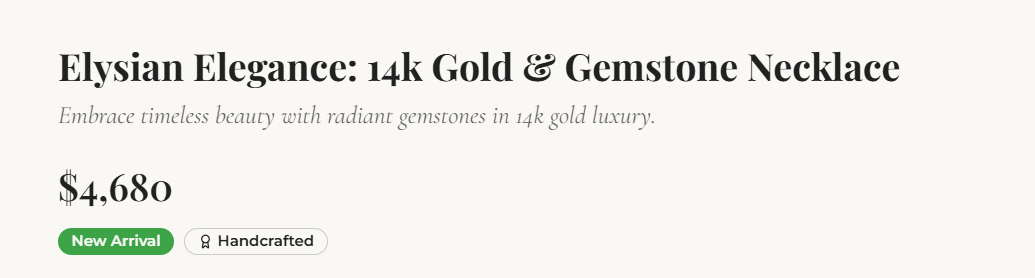 Elysian Elegance: 14k Gold & Gemstone Necklace
Embrace timeless beauty with radiant gemstones in 14k gold luxury.
$4,680
New Arrival
Handcrafted